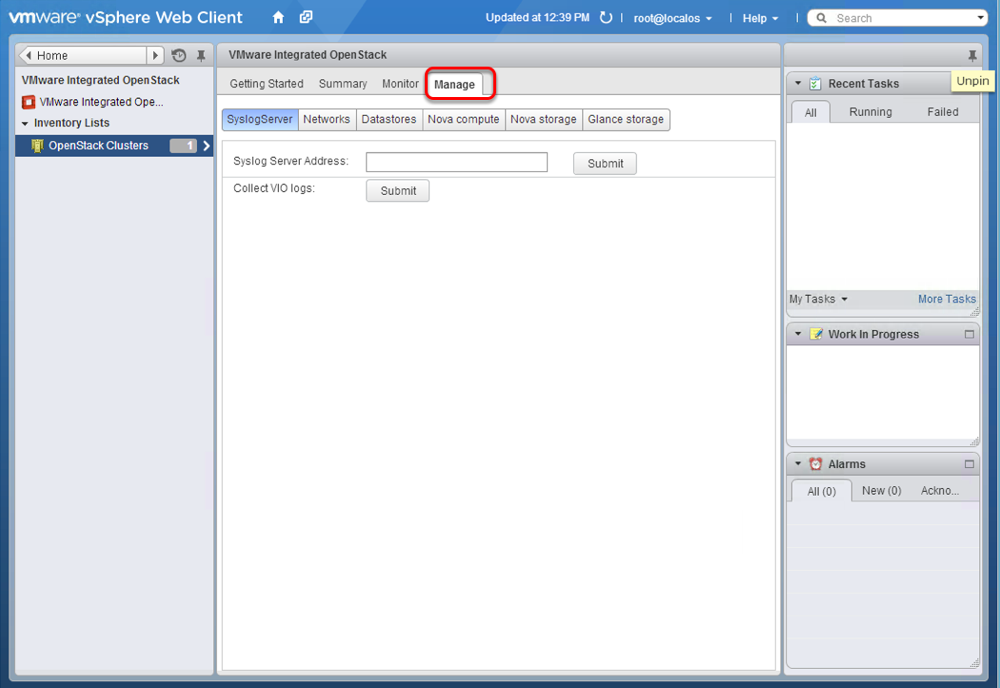 vmware® vSphere Web Client Updated at 12:39 PM | root@localos | Help | Search
Home
VMware Integrated OpenStack
VMware Integrated Ope...
Inventory Lists
OpenStack Clusters 1
VMware Integrated OpenStack
Getting Started Summary Monitor Manage
SyslogServer Networks Datastores Nova compute Nova storage Glance storage
Syslog Server Address: Submit
Collect VIO logs: Submit
Unpin
Recent Tasks
All Running Failed
My Tasks More Tasks
Work In Progress
Alarms
All (0) New (0) Ackno...